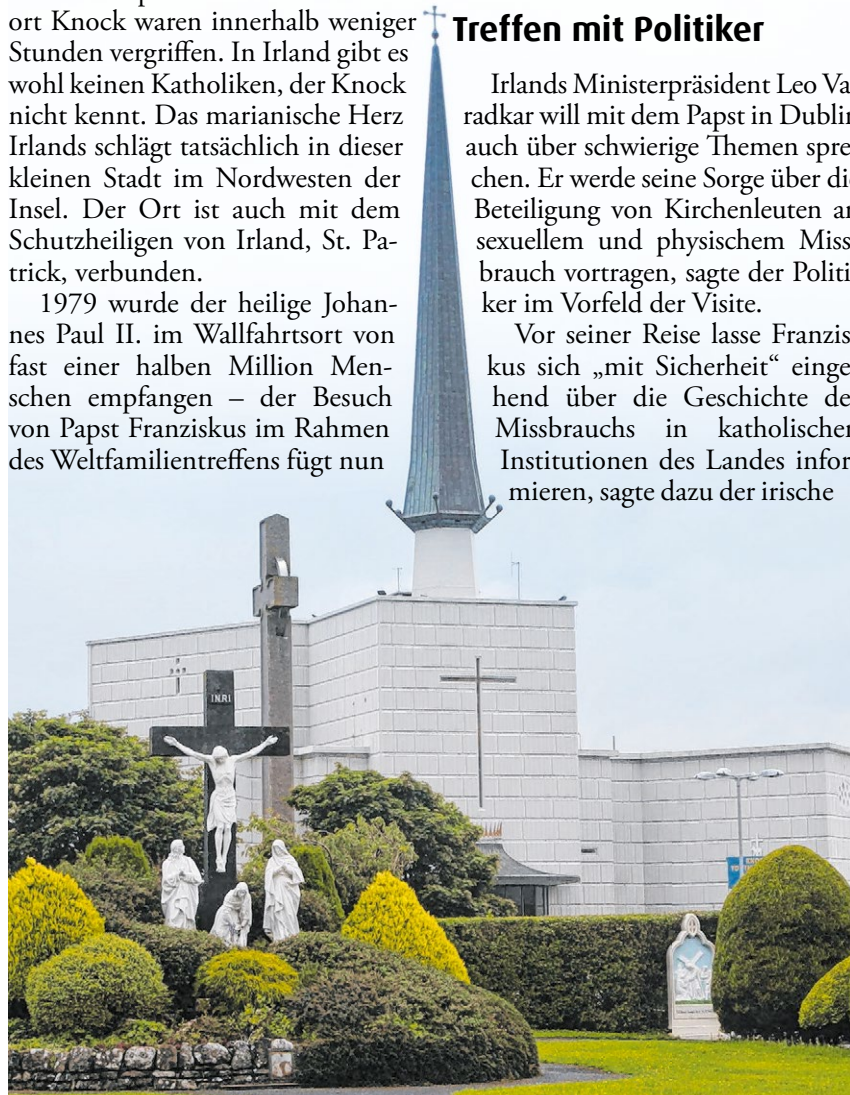 ort Knock waren innerhalb weniger
Stunden vergriffen. In Irland gibt es
wohl keinen Katholiken, der Knock
nicht kennt. Das marianische Herz
Irlands schlägt tatsächlich in dieser
kleinen Stadt im Nordwesten der
Insel. Der Ort ist auch mit dem
Schutzheiligen von Irland, St. Pa-
trick, verbunden.
1979 wurde der heilige Johan-
nes Paul II. im Wallfahrtsort von
fast einer halben Million Men-
schen empfangen – der Besuch
von Papst Franziskus im Rahmen
des Weltfamilientreffens fügt nun
Treffen mit Politiker
Irlands Ministerpräsident Leo Va
radkar will mit dem Papst in Dublin
auch über schwierige Themen spre
chen. Er werde seine Sorge über die
Beteiligung von Kirchenleuten an
sexuellem und physischem Miss
brauch vortragen, sagte der Politi
ker im Vorfeld der Visite.
Vor seiner Reise lasse Franzis
kus sich „mit Sicherheit“ einge
hend über die Geschichte de
Missbrauchs in katholischen
Institutionen des Landes infor
mieren, sagte dazu der irische
INRI